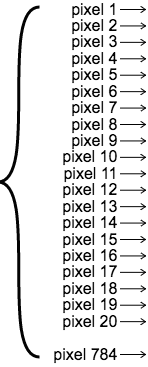 pixel 1
pixel 2
pixel 3
pixel 4
pixel 5
pixel 6
pixel 7
pixel 8
pixel 9
pixel 10
pixel 11
pixel 12
pixel 13
pixel 14
pixel 15
pixel 16
pixel 17
pixel 18
pixel 19
pixel 20
pixel 784